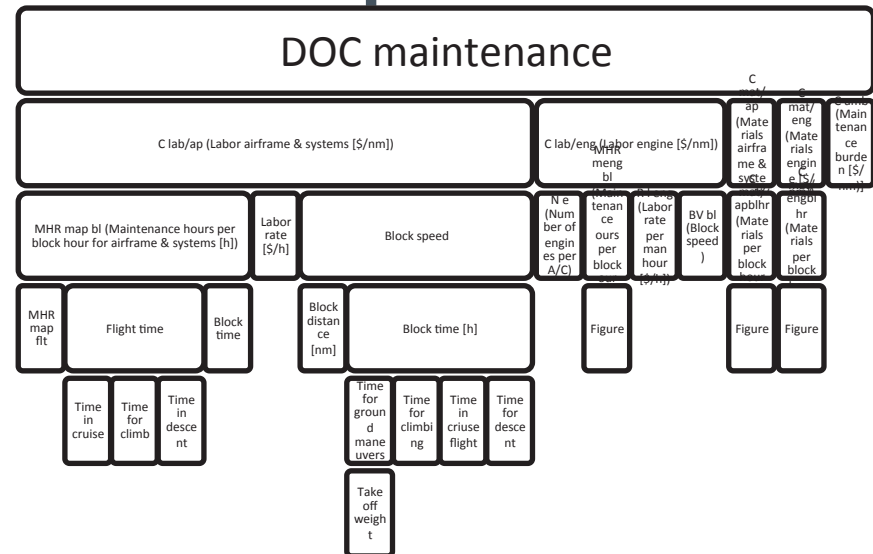 DOC maintenance
C lab/ap (Labor airframe & systems [$/nm])
C lab/eng (Labor engine [$/nm])
C
mat/
ap
(Mate
rials
airfra
me &
syste
C
mat/
eng
(Mate
rials
engin
e [$/
(Main
tenan
ce
burde
n [$/
nm)]
MHR map bl (Maintenance hours per
block hour for airframe & systems [h])
Labor
rate
[$/h]
Block speed
N e
(Num
ber of
engin
es per
A/C)
MHR
meng
bl
(Main
tenan
ce
ours
per
block
(Labor
rate
per
man
hour
[$/h])
BV bl
(Block
speed
)
apblhr
(Mate
rials
per
block
hour
engbl
hr
(Mate
rials
per
block
MHR
map
flt
Flight time
Block
time
Block
distan
ce
[nm]
Block time [h]
Figure
Figure
Figure
Time
in
cruise
Time
for
climb
Time
in
desce
nt
Time
for
groun
d
mane
uvers
Time
for
climbi
ng
Time
in
criuse
flight
Time
for
desce
nt
Take
off
weigh
t